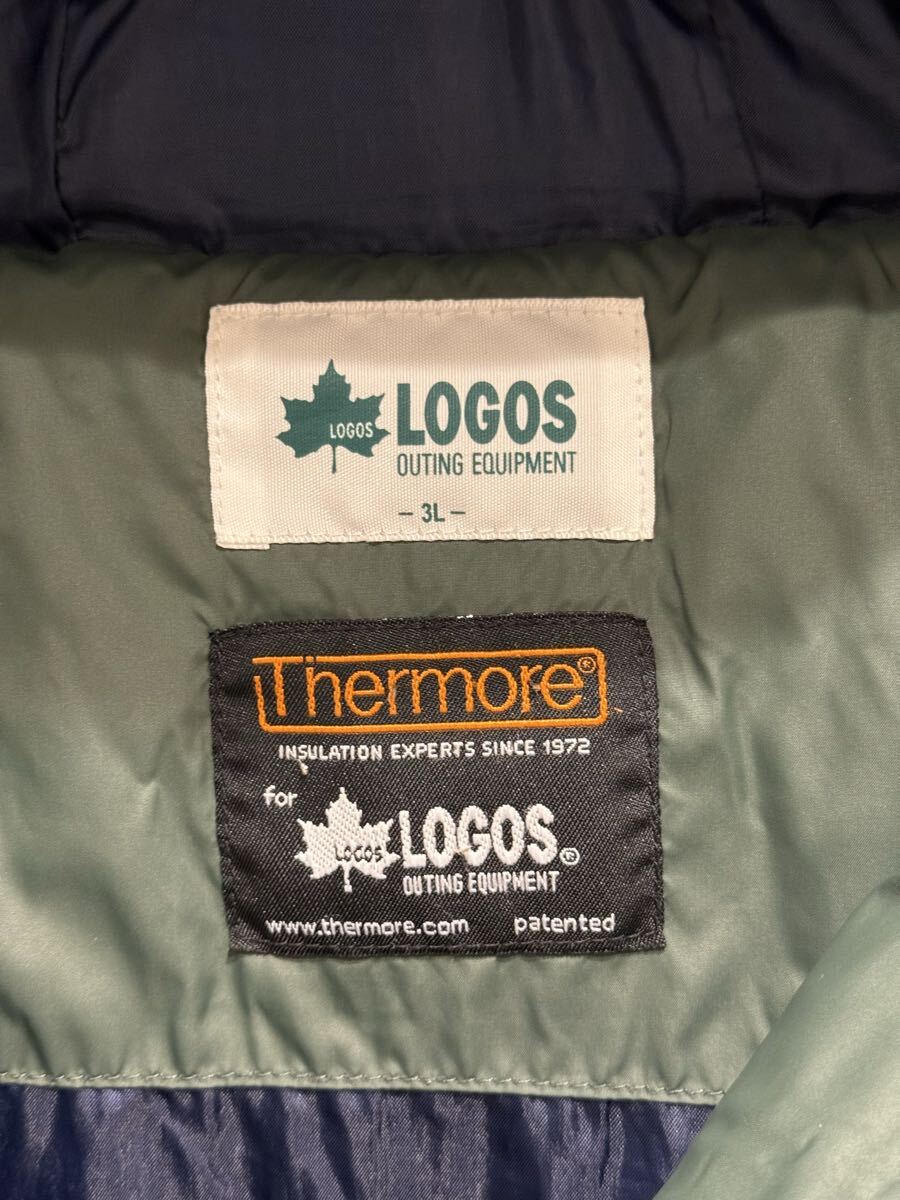 LOGOS
LOGOS
OUTING EQUIPMENT
- 3L -
Thermore®
INSULATION EXPERTS SINCE 1972
for
LOGOS
LOGOS®
OUTING EQUIPMENT
www.thermore.com patented